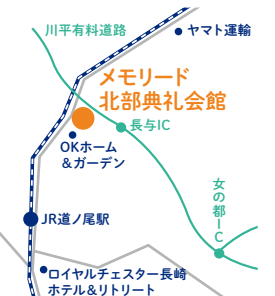 川平有料道路
ヤマト運輸
メモリード
北部典礼会館
長与IC
OKホーム
&ガーデン
女の都IC
JR道ノ尾駅
ロイヤルチェスター長崎
ホテル&リトリート